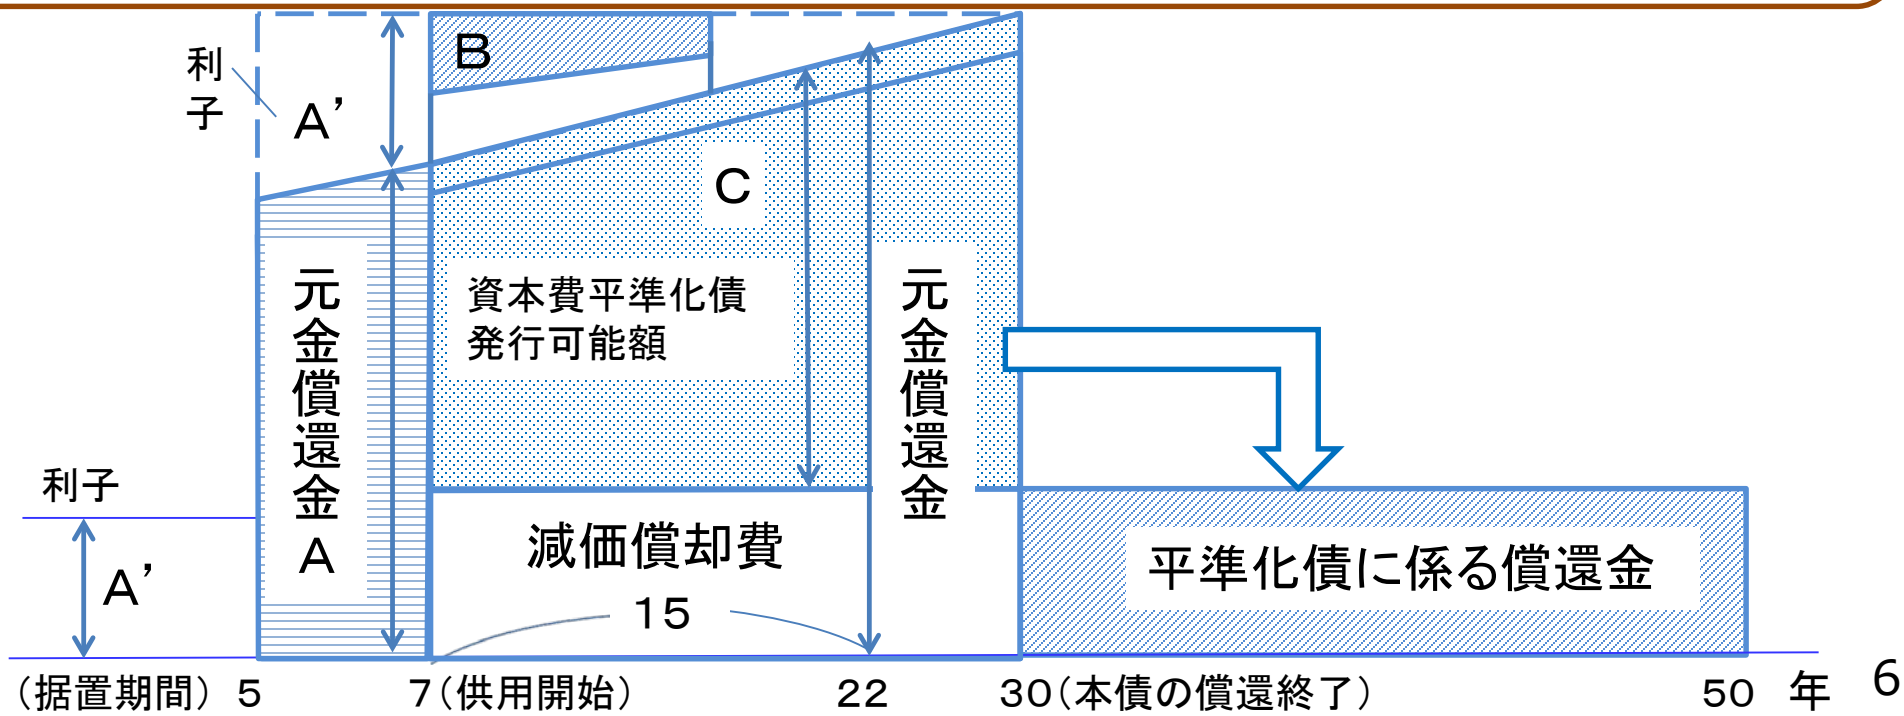 利子
A’
B
C
元金償還金A
資本費平準化債
発行可能額
元金償還金
利子
A’
減価償却費
15
平準化債に係る償還金
(据置期間) 5
7(供用開始)
22
30(本債の償還終了)
50
年
6